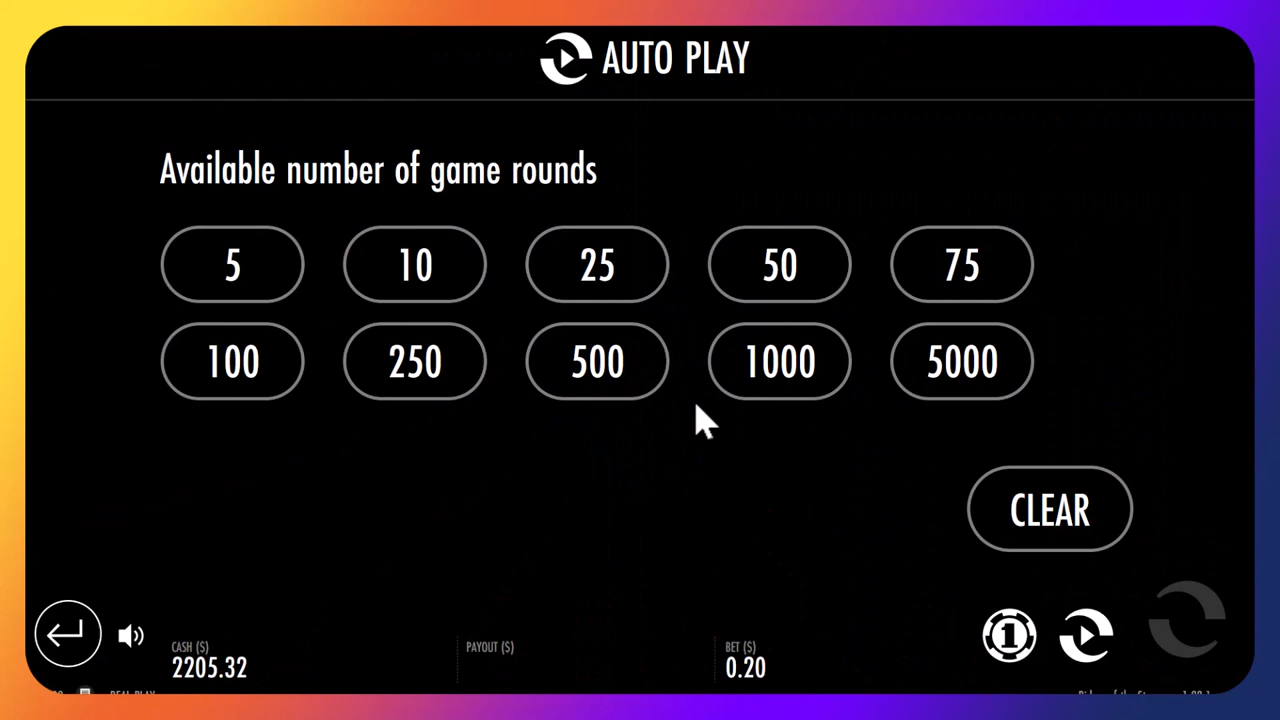 AUTO PLAY
Available number of game rounds
5 10 25 50 75
100 250 500 1000 5000
CLEAR
1
CASH ($) PAYOUT ($) BET ($)
2205.32 0.20